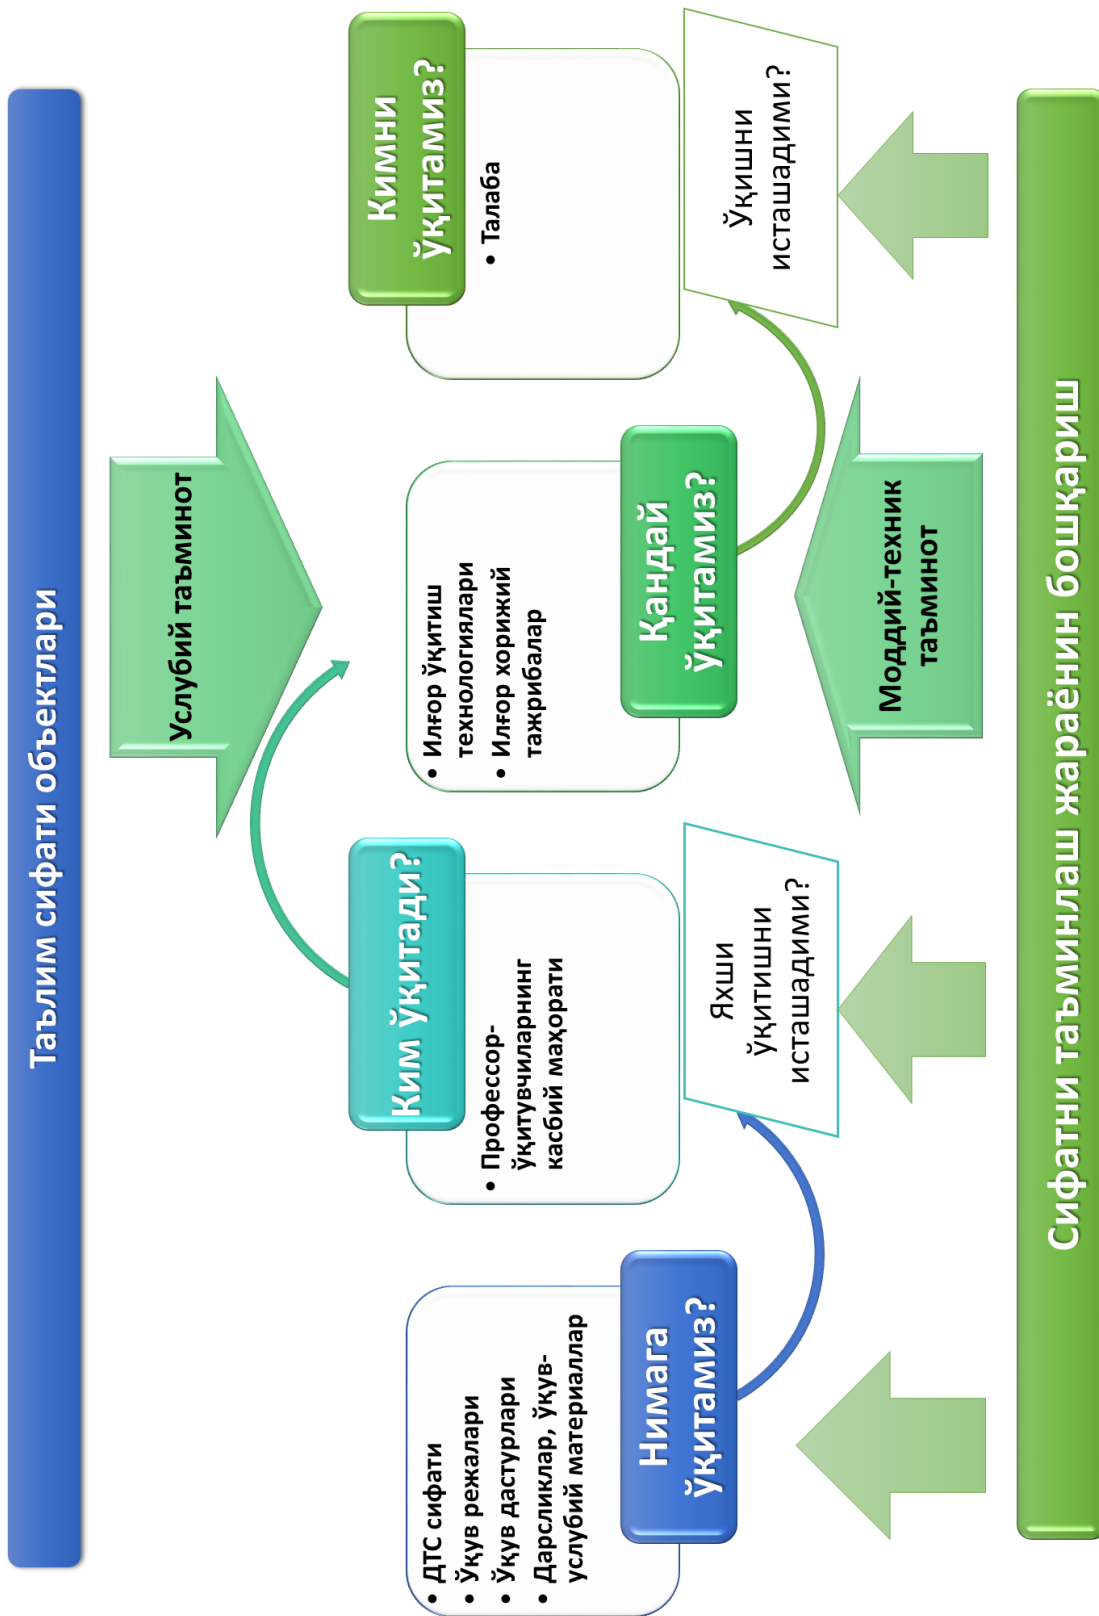 Таълим сифати объектлари
Услубий таъминот
• ДТС сифати
• Ўқув режалари
• Ўқув дастурлари
• Дарсликлар, ўқув-
услубий материаллар
Нимага
ўқитамиз?
Ким ўқитади?
• Профессор-
ўқитувчиларнинг
касбий маҳорати
Яхши
ўқитишни
исташадими?
• Илғор ўқитиш
технологиялари
• Илғор хорижий
тажрибалар
Қандай
ўқитамиз?
Кимни
ўқитамиз?
• Талаба
Ўқишни
исташадими?
Моддий-техник
таъминот
Сифатни таъминлаш жараёнин бошқариш